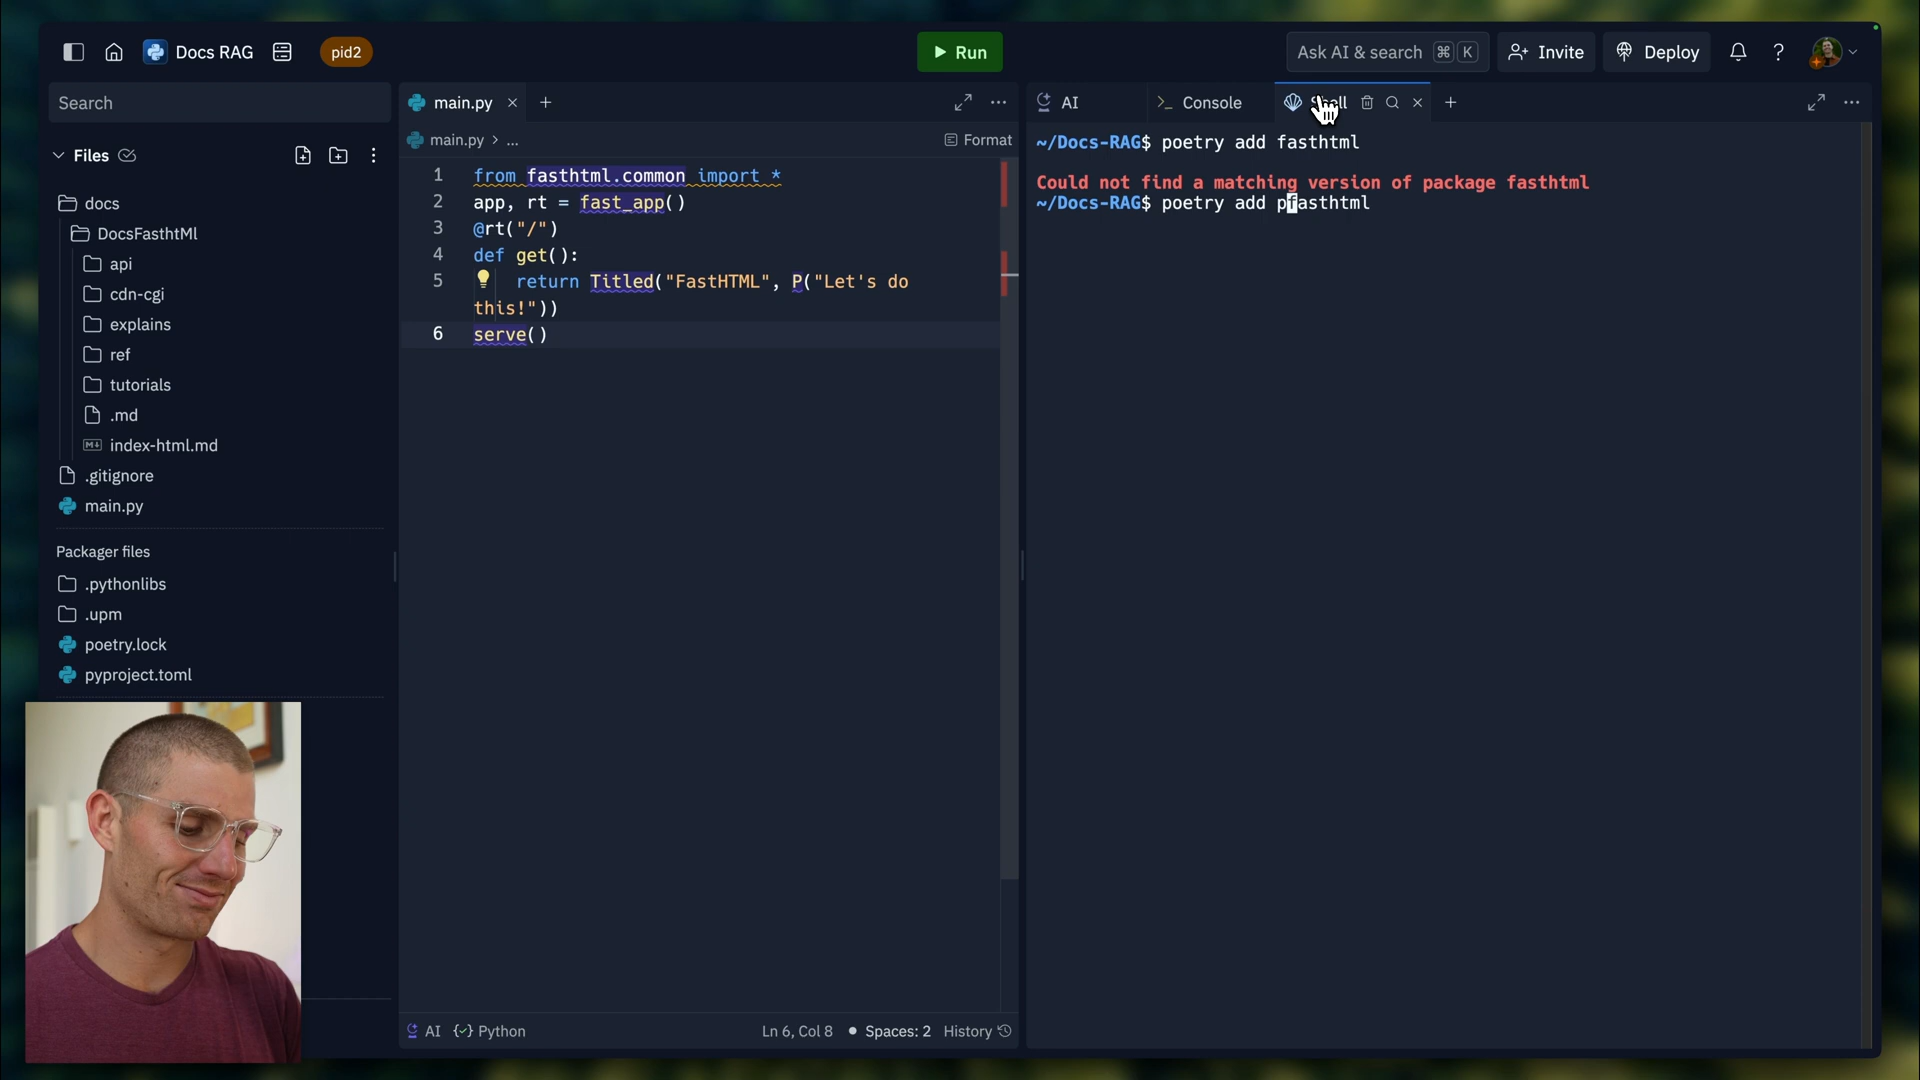 Docs RAG
pid2
Run
Ask AI & search ⌘ K
Invite
Deploy
?
Search
Files
docs
DocsFasthtMl
api
cdn-cgi
explains
ref
tutorials
.md
index-html.md
.gitignore
main.py
Packager files
.pythonlibs
.upm
poetry.lock
pyproject.toml
main.py
main.py > ...
Format
1 from fasthtml.common import *
2 app, rt = fast_app()
3 @rt("/")
4 def get():
5 return Titled("FastHTML", P("Let's do
this!"))
6 serve()
AI
Python
Ln 6, Col 8
Spaces: 2
History
AI
Console
~/Docs-RAG$ poetry add fasthtml
Could not find a matching version of package fasthtml
~/Docs-RAG$ poetry add pfasthtml